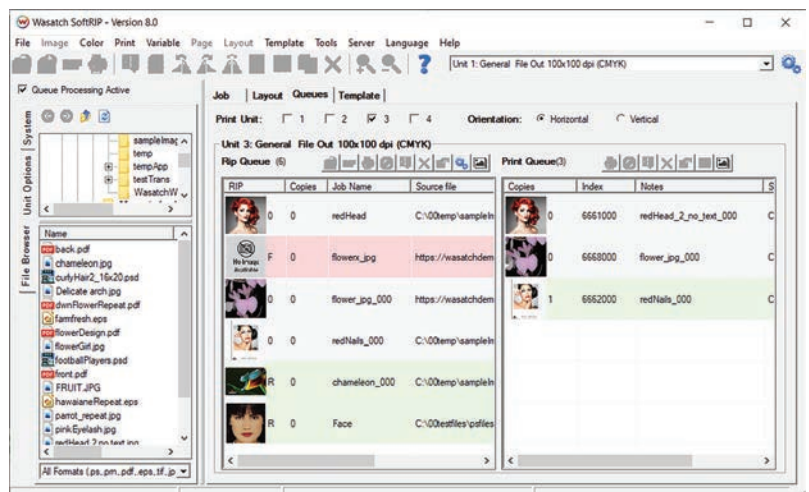 Wasatch SoftRIP - Version 8.0
File Image Color Print Variable Page Layout Template Tools Server Language Help
Unit 1: General File Out 100x100 dpi (CMYK)
Queue Processing Active
Job Layout Queues Template
Print Unit: 1 2 3 4 Orientation: Horizontal Vertical
System
Unit Options
File Browser
sampleImag
temp
tempApp
testTrans
WasatchW
Name
back.pdf
chameleon.jpg
curlyHair2_16x20.psd
Delicate arch.jpg
dwnFlowerRepeat.pdf
farmfresh.eps
flowerDesign.pdf
flowerGirl.jpg
footballPlayers.psd
front.pdf
FRUIT.JPG
hawaianeRepeat.eps
parrot_repeat.jpg
pinkEyelash.jpg
redHead 2 no text.jpg
All Formats (.ps,.prn,.pdf,.eps,.tif,.jp
Unit 3: General File Out 100x100 dpi (CMYK)
Rip Queue (6)
RIP Copies Job Name Source file
0 0 redHead C:\00temp\sampleIn
No Image Available F 0 flowerx_jpg https://wasatchdem
0 0 flower_jpg_000 https://wasatchdem
0 0 redNails_000 C:\00temp\sampleIn
R 0 chameleon_000 C:\00temp\sampleIn
R 0 Face C:\00testfiles\psfiles
Print Queue(3)
Copies Index Notes S
0 6661000 redHead_2_no_text_000 C
0 6668000 flower_jpg_000 C
1 6662000 redNails_000 C